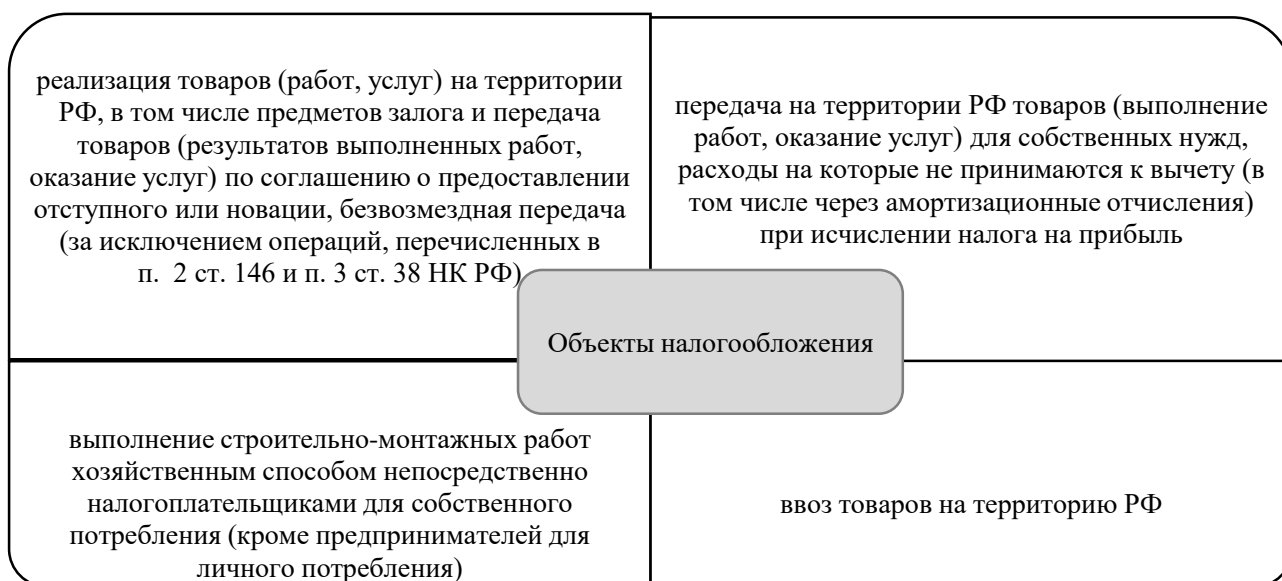 реализация товаров (работ, услуг) на территории
РФ, в том числе предметов залога и передача
товаров (результатов выполненных работ,
оказание услуг) по соглашению о предоставлении
отступного или новации, безвозмездная передача
(за исключением операций, перечисленных в
п. 2 ст. 146 и п. 3 ст. 38 НК РФ)
передача на территории РФ товаров (выполнение
работ, оказание услуг) для собственных нужд,
расходы на которые не принимаются к вычету (в
том числе через амортизационные отчисления)
при исчислении налога на прибыль
Объекты налогообложения
выполнение строительно-монтажных работ
хозяйственным способом непосредственно
налогоплательщиками для собственного
потребления (кроме предпринимателей для
личного потребления)
ввоз товаров на территорию РФ